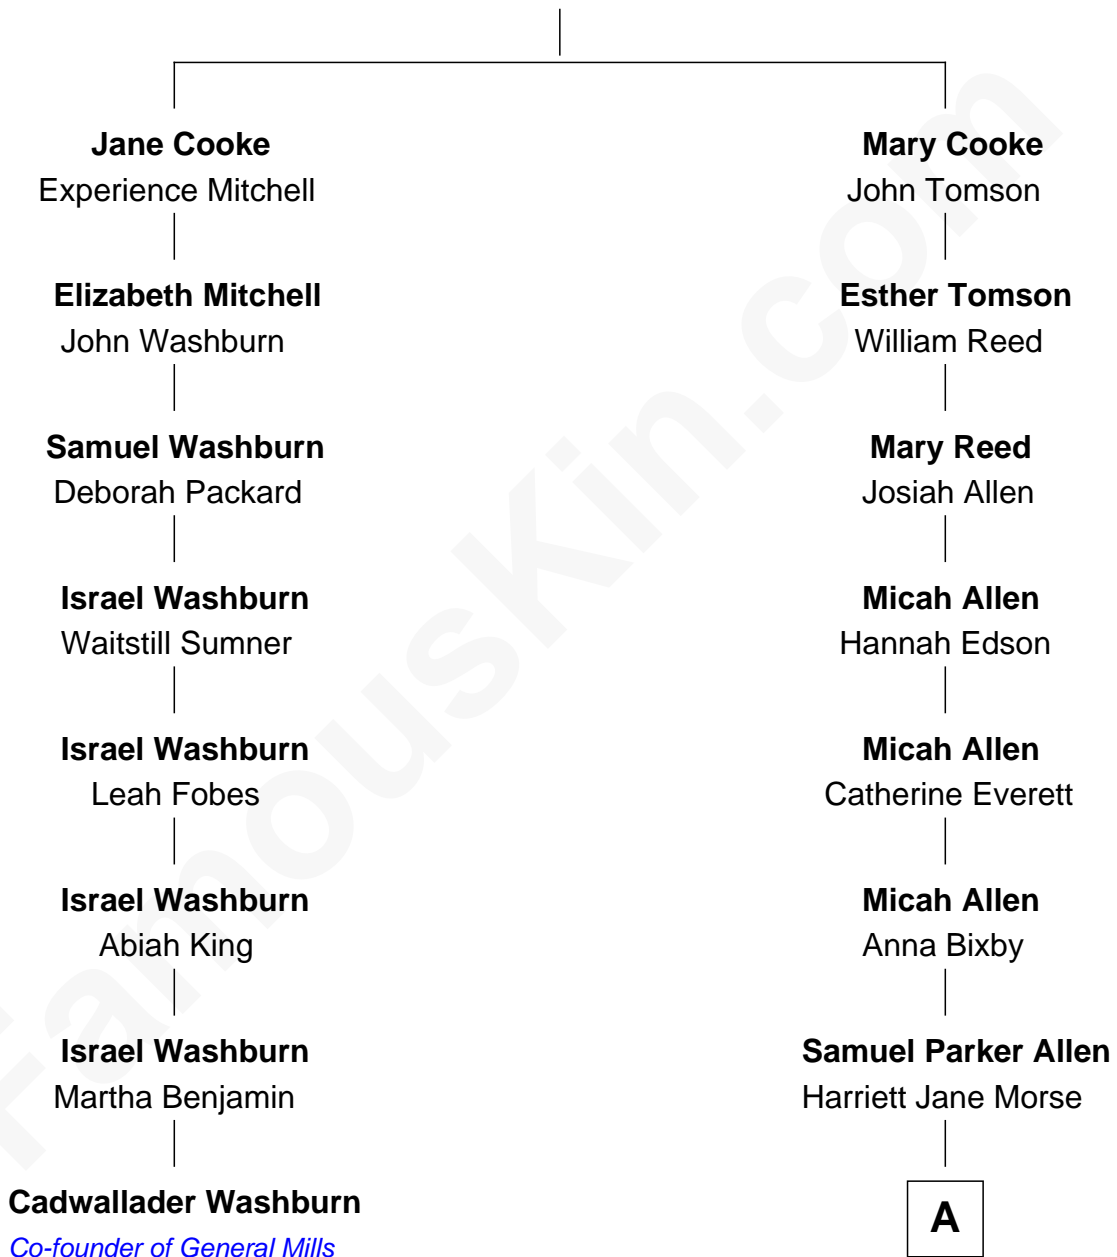 Jane Cooke
Experience Mitchell
Elizabeth Mitchell
John Washburn
Samuel Washburn
Deborah Packard
Israel Washburn
Waitstill Sumner
Israel Washburn
Leah Fobes
Israel Washburn
Abiah King
Israel Washburn
Martha Benjamin
Cadwallader Washburn
Co-founder of General Mills
Mary Cooke
John Tomson
Esther Tomson
William Reed
Mary Reed
Josiah Allen
Micah Allen
Hannah Edson
Micah Allen
Catherine Everett
Micah Allen
Anna Bixby
Samuel Parker Allen
Harriett Jane Morse
A
FamousKin.com